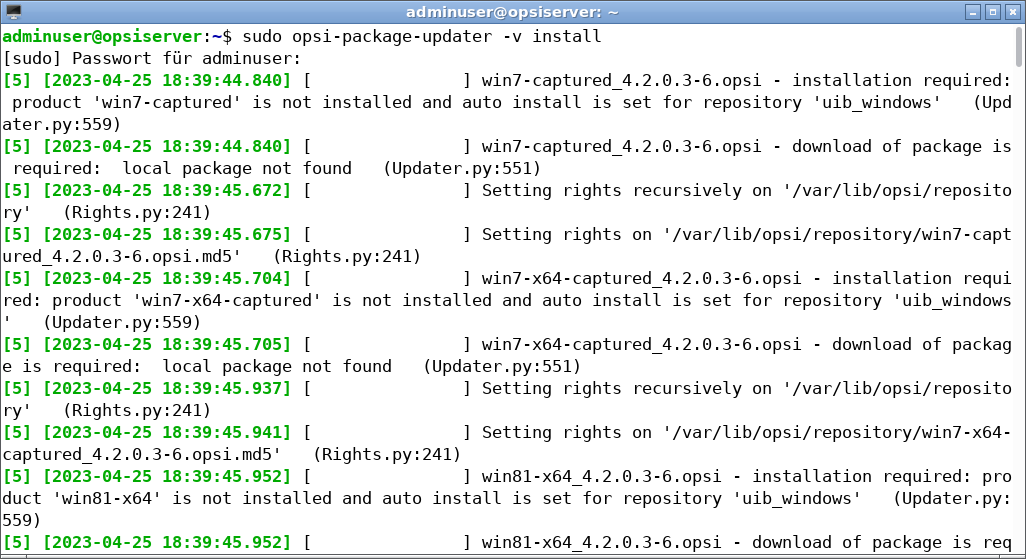 adminuser@opsiserver: ~
adminuser@opsiserver:~$ sudo opsi-package-updater -v install
[sudo] Passwort für adminuser:
[5] [2023-04-25 18:39:44.840] [               ] win7-captured_4.2.0.3-6.opsi - installation required:
 product 'win7-captured' is not installed and auto install is set for repository 'uib_windows'   (Upd
ater.py:559)
[5] [2023-04-25 18:39:44.840] [               ] win7-captured_4.2.0.3-6.opsi - download of package is
 required:  local package not found   (Updater.py:551)
[5] [2023-04-25 18:39:45.672] [               ] Setting rights recursively on '/var/lib/opsi/reposito
ry'   (Rights.py:241)
[5] [2023-04-25 18:39:45.675] [               ] Setting rights on '/var/lib/opsi/repository/win7-capt
ured_4.2.0.3-6.opsi.md5'   (Rights.py:241)
[5] [2023-04-25 18:39:45.704] [               ] win7-x64-captured_4.2.0.3-6.opsi - installation requi
red: product 'win7-x64-captured' is not installed and auto install is set for repository 'uib_windows
'   (Updater.py:559)
[5] [2023-04-25 18:39:45.705] [               ] win7-x64-captured_4.2.0.3-6.opsi - download of packag
e is required:  local package not found   (Updater.py:551)
[5] [2023-04-25 18:39:45.937] [               ] Setting rights recursively on '/var/lib/opsi/reposito
ry'   (Rights.py:241)
[5] [2023-04-25 18:39:45.941] [               ] Setting rights on '/var/lib/opsi/repository/win7-x64-
captured_4.2.0.3-6.opsi.md5'   (Rights.py:241)
[5] [2023-04-25 18:39:45.952] [               ] win81-x64_4.2.0.3-6.opsi - installation required: pro
duct 'win81-x64' is not installed and auto install is set for repository 'uib_windows'   (Updater.py:
559)
[5] [2023-04-25 18:39:45.952] [               ] win81-x64_4.2.0.3-6.opsi - download of package is req